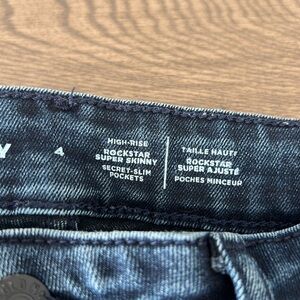 Y
4
HIGH-RISE
ROCKSTAR
SUPER SKINNY
SECRET-SLIM
POCKETS
TAILLE HAUTE
ROCKSTAR
SUPER AJUSTÉ
POCHES MINCEUR